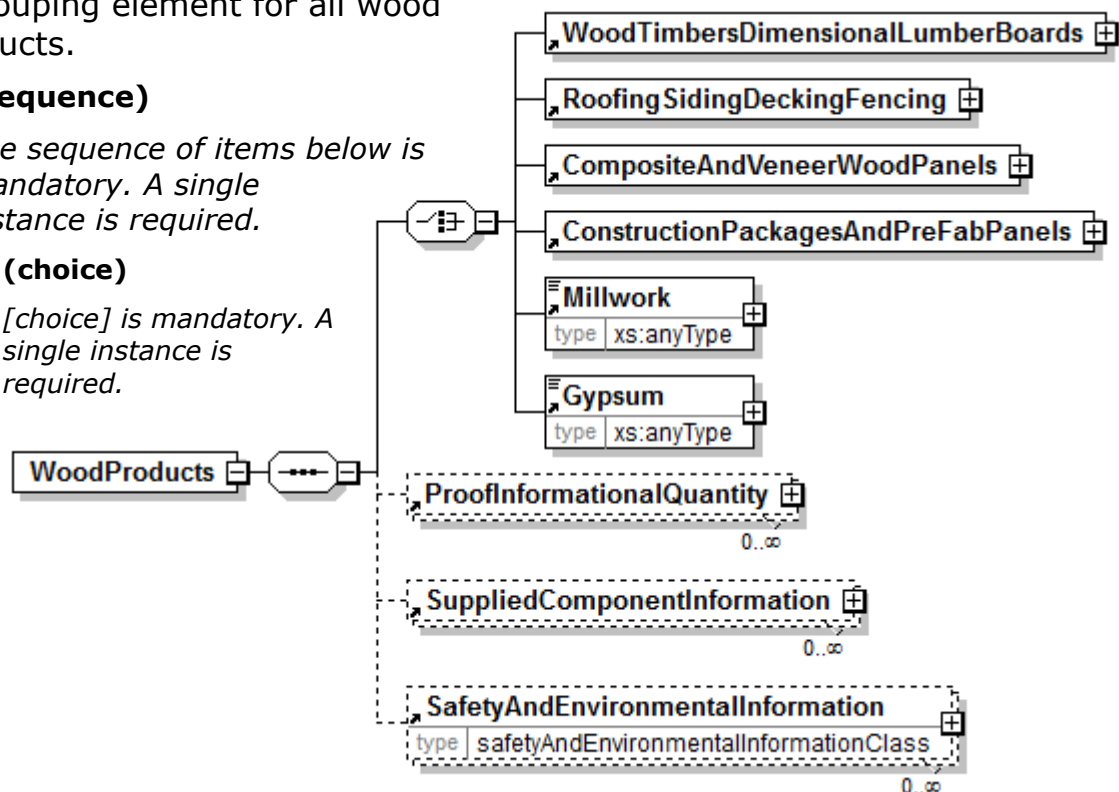 ouping element for all wood
ucts.
equence)
e sequence of items below is
andatory. A single
stance is required.
(choice)
[choice] is mandatory. A
single instance is
required.
WoodProducts
WoodTimbersDimensionalLumberBoards
RoofingSidingDeckingFencing
CompositeAndVeneerWoodPanels
ConstructionPackagesAndPreFabPanels
Millwork
type xs:anyType
Gypsum
type xs:anyType
ProofInformationalQuantity
0..∞
SuppliedComponentInformation
0..∞
SafetyAndEnvironmentalInformation
type safetyAndEnvironmentalInformationClass
0..∞